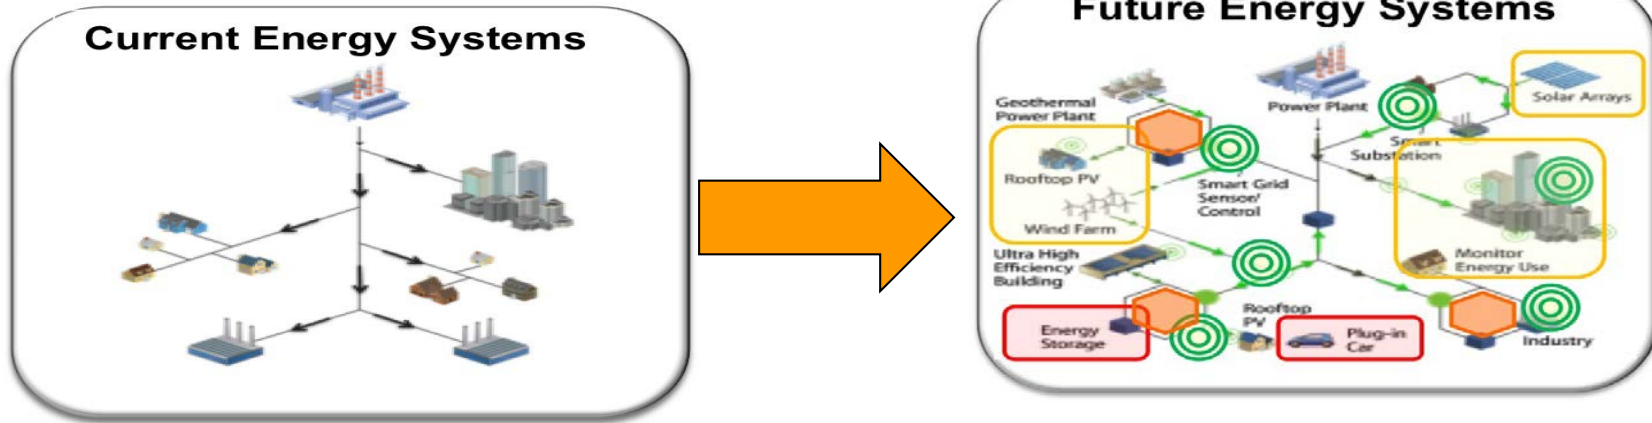 Current Energy Systems
Future Energy Systems
Geothermal
Power Plant
Power Plant
Solar Arrays
Smart
Substation
Rooftop PV
Smart Grid
Sensor/
Control
Wind Farm
Ultra High
Efficiency
Building
Monitor
Energy Use
Energy
Storage
Rooftop
PV
Plug-in
Car
Industry